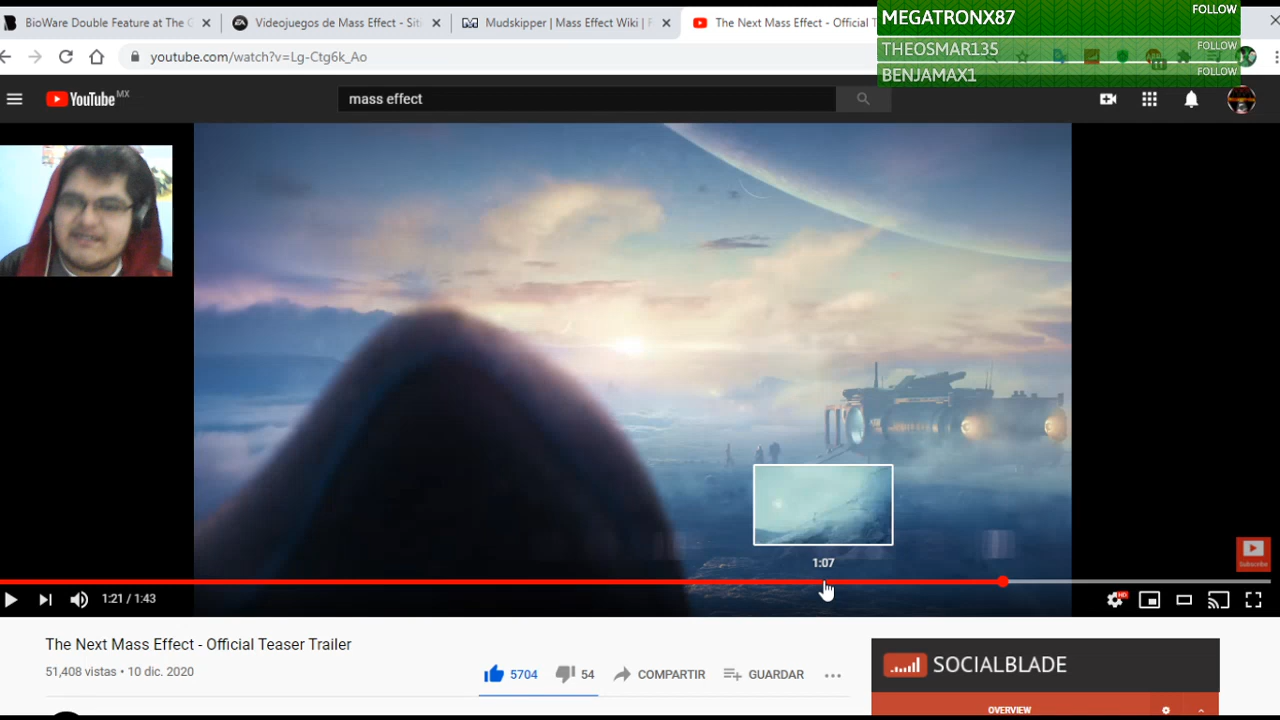 BioWare Double Feature at The G
Videojuegos de Mass Effect - Siti
Mudskipper | Mass Effect Wiki | F
The Next Mass Effect - Official T
MEGATRONX87 FOLLOW
THEOSMAR135 FOLLOW
BENJAMAX1 FOLLOW
youtube.com/watch?v=Lg-Ctg6k_Ao
11
YouTube MX
mass effect
1:07
Subscribe
1:21 / 1:43
HD
The Next Mass Effect - Official Teaser Trailer
51,408 vistas • 10 dic. 2020
5704
54
COMPARTIR
GUARDAR
SOCIALBLADE
OVERVIEW